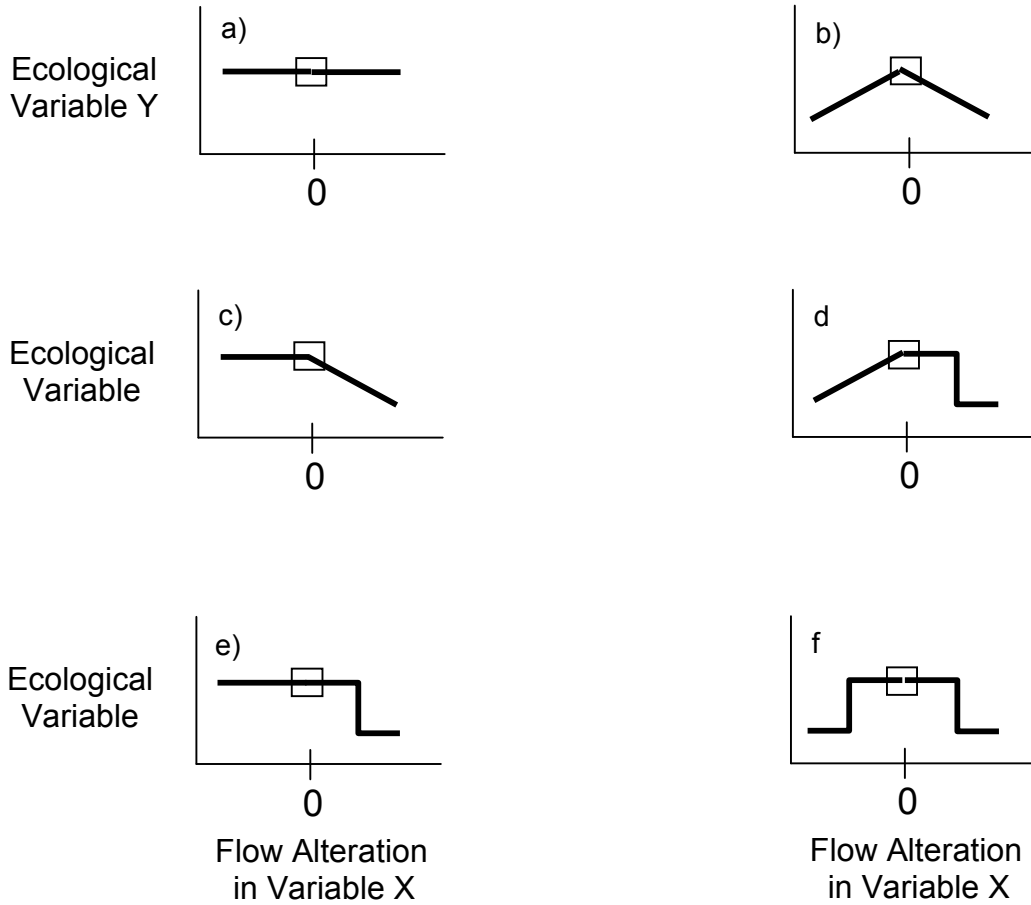 a)
b)
Ecological
Variable Y
0
0
c)
d
Ecological
Variable
0
0
e)
f
Ecological
Variable
0
0
Flow Alteration
in Variable X
Flow Alteration
in Variable X